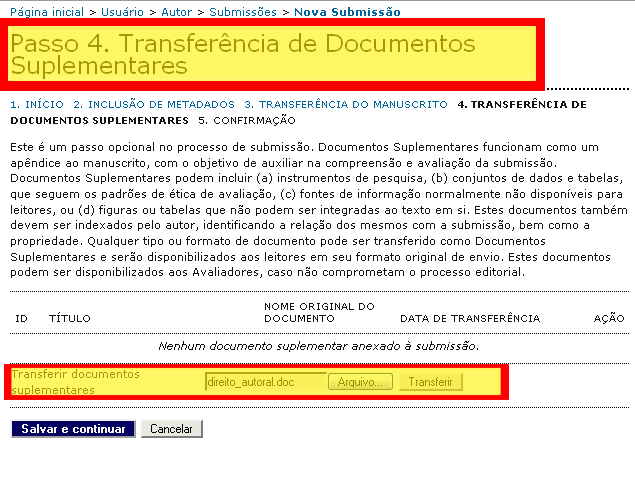 Página inicial > Usuário > Autor > Submissões > Nova Submissão
Passo 4. Transferência de Documentos
Suplementares
1. INÍCIO 2. INCLUSÃO DE METADADOS 3. TRANSFERÊNCIA DO MANUSCRITO 4. TRANSFERÊNCIA DE
DOCUMENTOS SUPLEMENTARES 5. CONFIRMAÇÃO
Este é um passo opcional no processo de submissão. Documentos Suplementares funcionam como um
apêndice ao manuscrito, com o objetivo de auxiliar na compreensão e avaliação da submissão.
Documentos Suplementares podem incluir (a) instrumentos de pesquisa, (b) conjuntos de dados e tabelas,
que seguem os padrões de ética de avaliação, (c) fontes de informação normalmente não disponíveis para
leitores, ou (d) figuras ou tabelas que não podem ser integradas ao texto em si. Estes documentos também
devem ser indexados pelo autor, identificando a relação dos mesmos com a submissão, bem como a
propriedade. Qualquer tipo ou formato de documento pode ser transferido como Documentos
Suplementares e serão disponibilizados aos leitores em seu formato original de envio. Estes documentos
podem ser disponibilizados aos Avaliadores, caso não comprometam o processo editorial.
ID TÍTULO NOME ORIGINAL DO
DOCUMENTO DATA DE TRANSFERÊNCIA AÇÃO
Nenhum documento suplementar anexado à submissão.
Transferir documentos
suplementares direito_autoral.doc Arquivo... Transferir
Salvar e continuar Cancelar